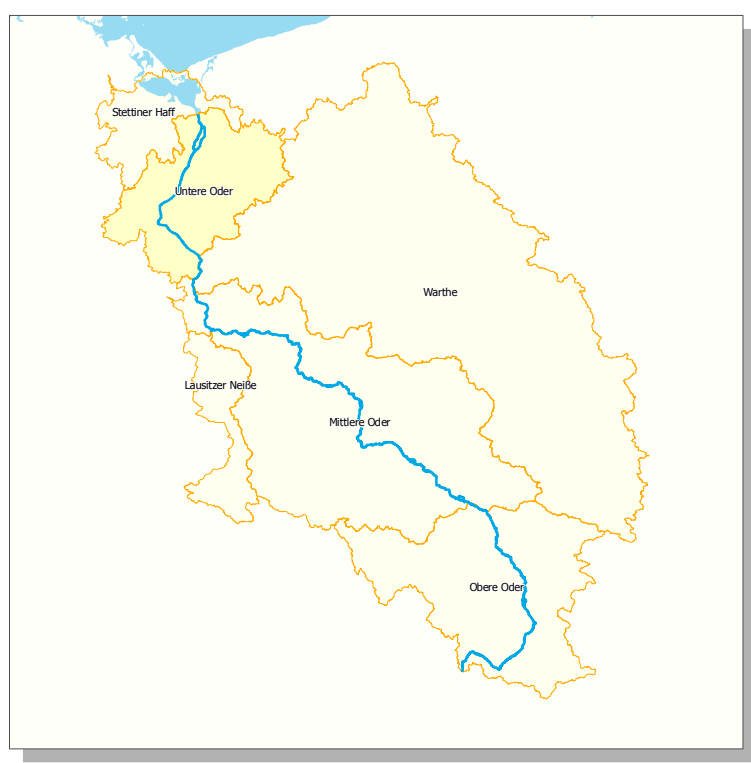 Stettiner Haff
Untere Oder
Warthe
Lausitzer Neiße
Mittlere Oder
Obere Oder